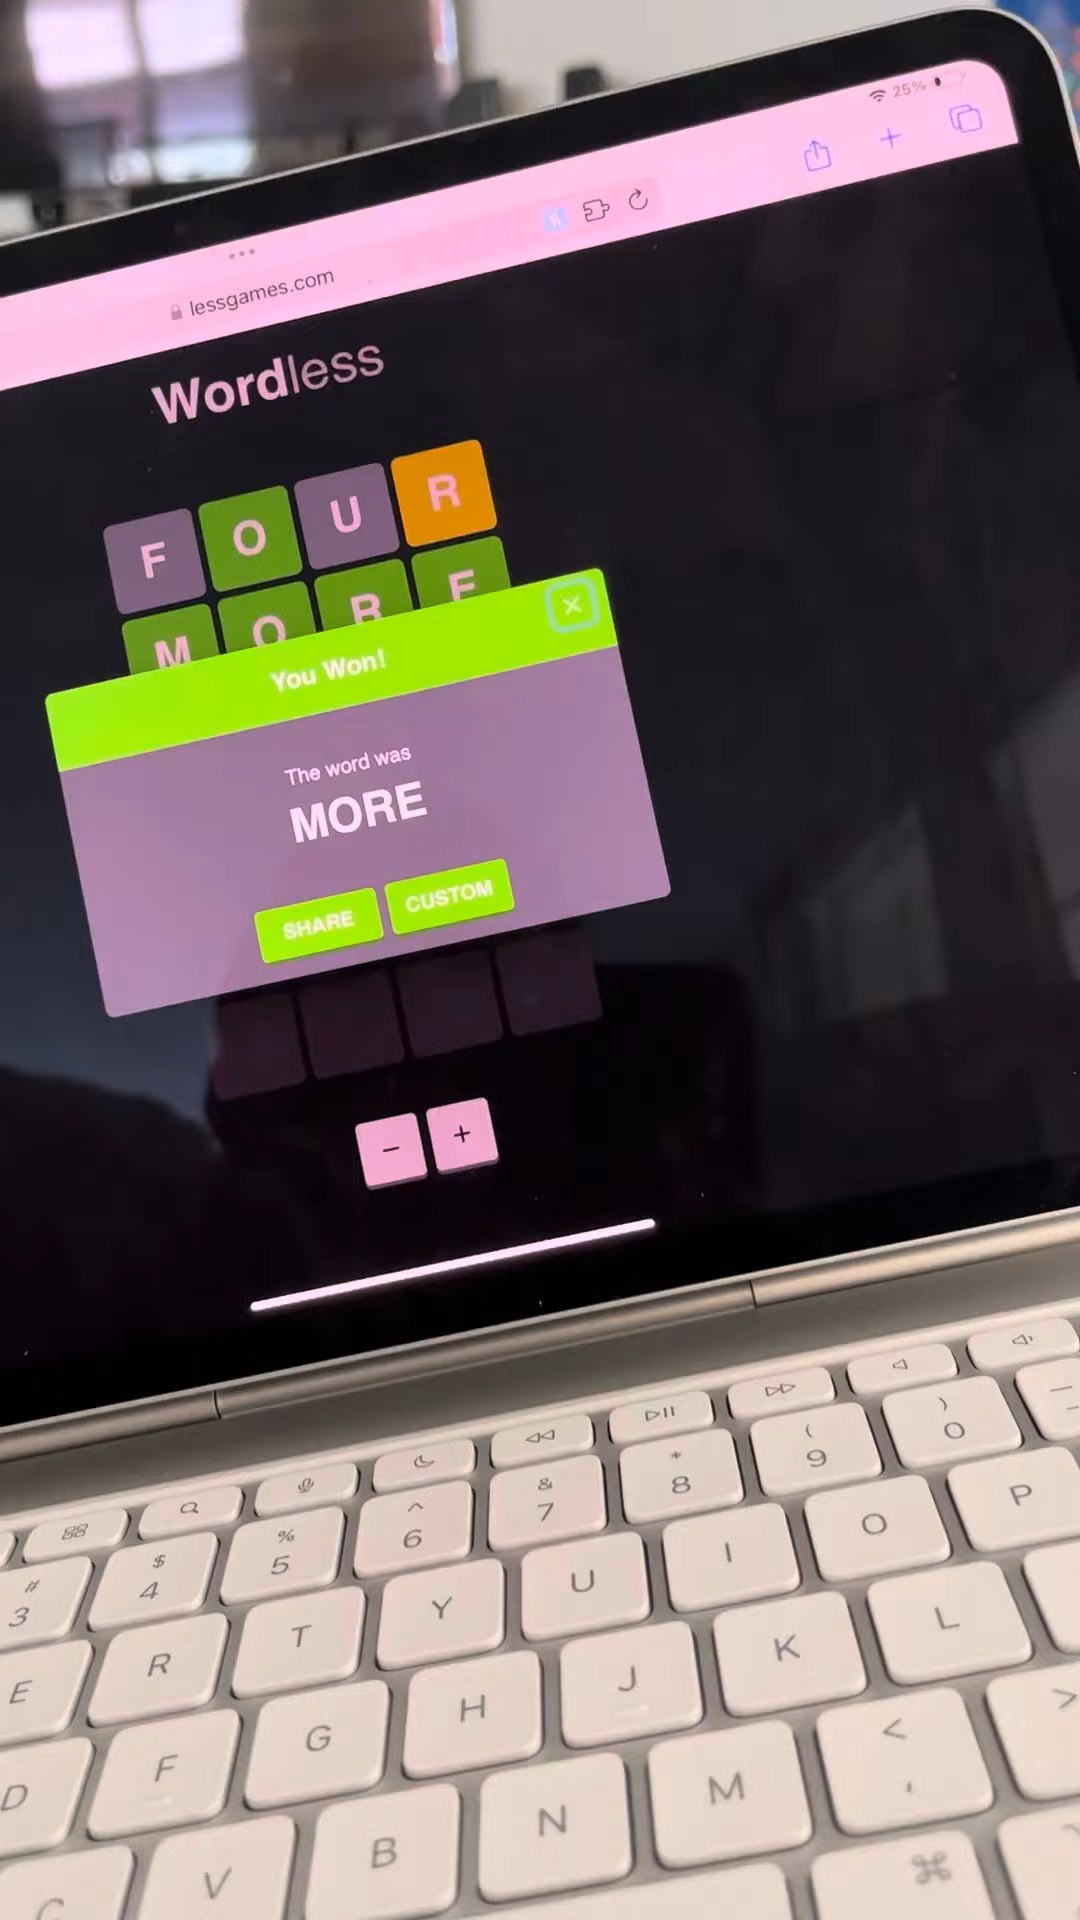 25%
lessgames.com
Wordless
F O U R
M O R E
You Won!
The word was
MORE
SHARE CUSTOM
− +
# $ % ^ & * ( )
3 4 5 6 7 8 9 0
E R T Y U I O P
D F G H J K L
C V B N M < ,
>
⌘